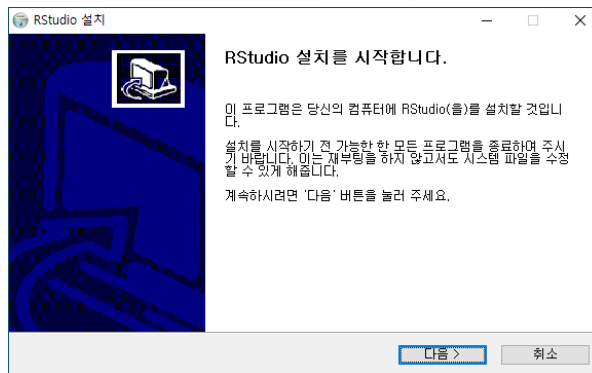 RStudio 설치
RStudio 설치를 시작합니다.
이 프로그램은 당신의 컴퓨터에 RStudio(을)를 설치할 것입니
다.
설치를 시작하기 전 가능한 한 모든 프로그램을 종료하여 주시
기 바랍니다. 이는 재부팅을 하지 않고서도 시스템 파일을 수정
할 수 있게 해줍니다.
계속하시려면 '다음' 버튼을 눌러 주세요.
다음 >
취소